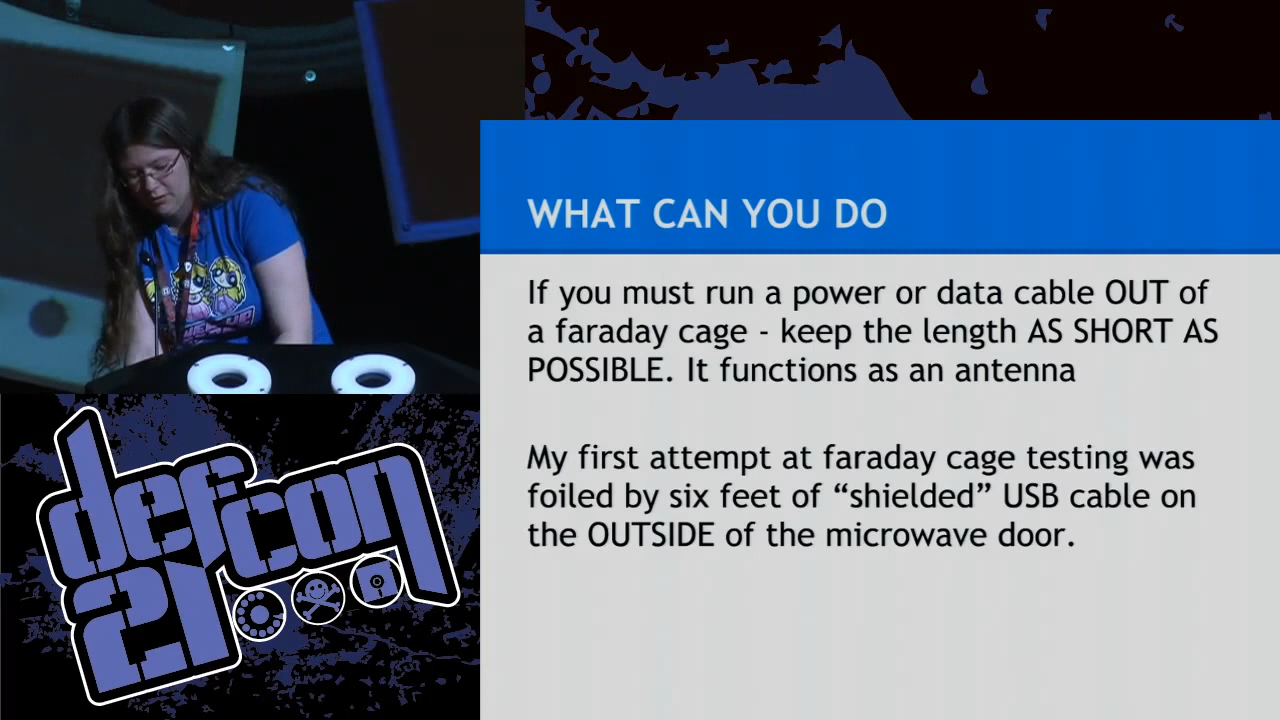 WHAT CAN YOU DO
If you must run a power or data cable OUT of
a faraday cage - keep the length AS SHORT AS
POSSIBLE. It functions as an antenna
My first attempt at faraday cage testing was
foiled by six feet of “shielded” USB cable on
the OUTSIDE of the microwave door.
defcon
21